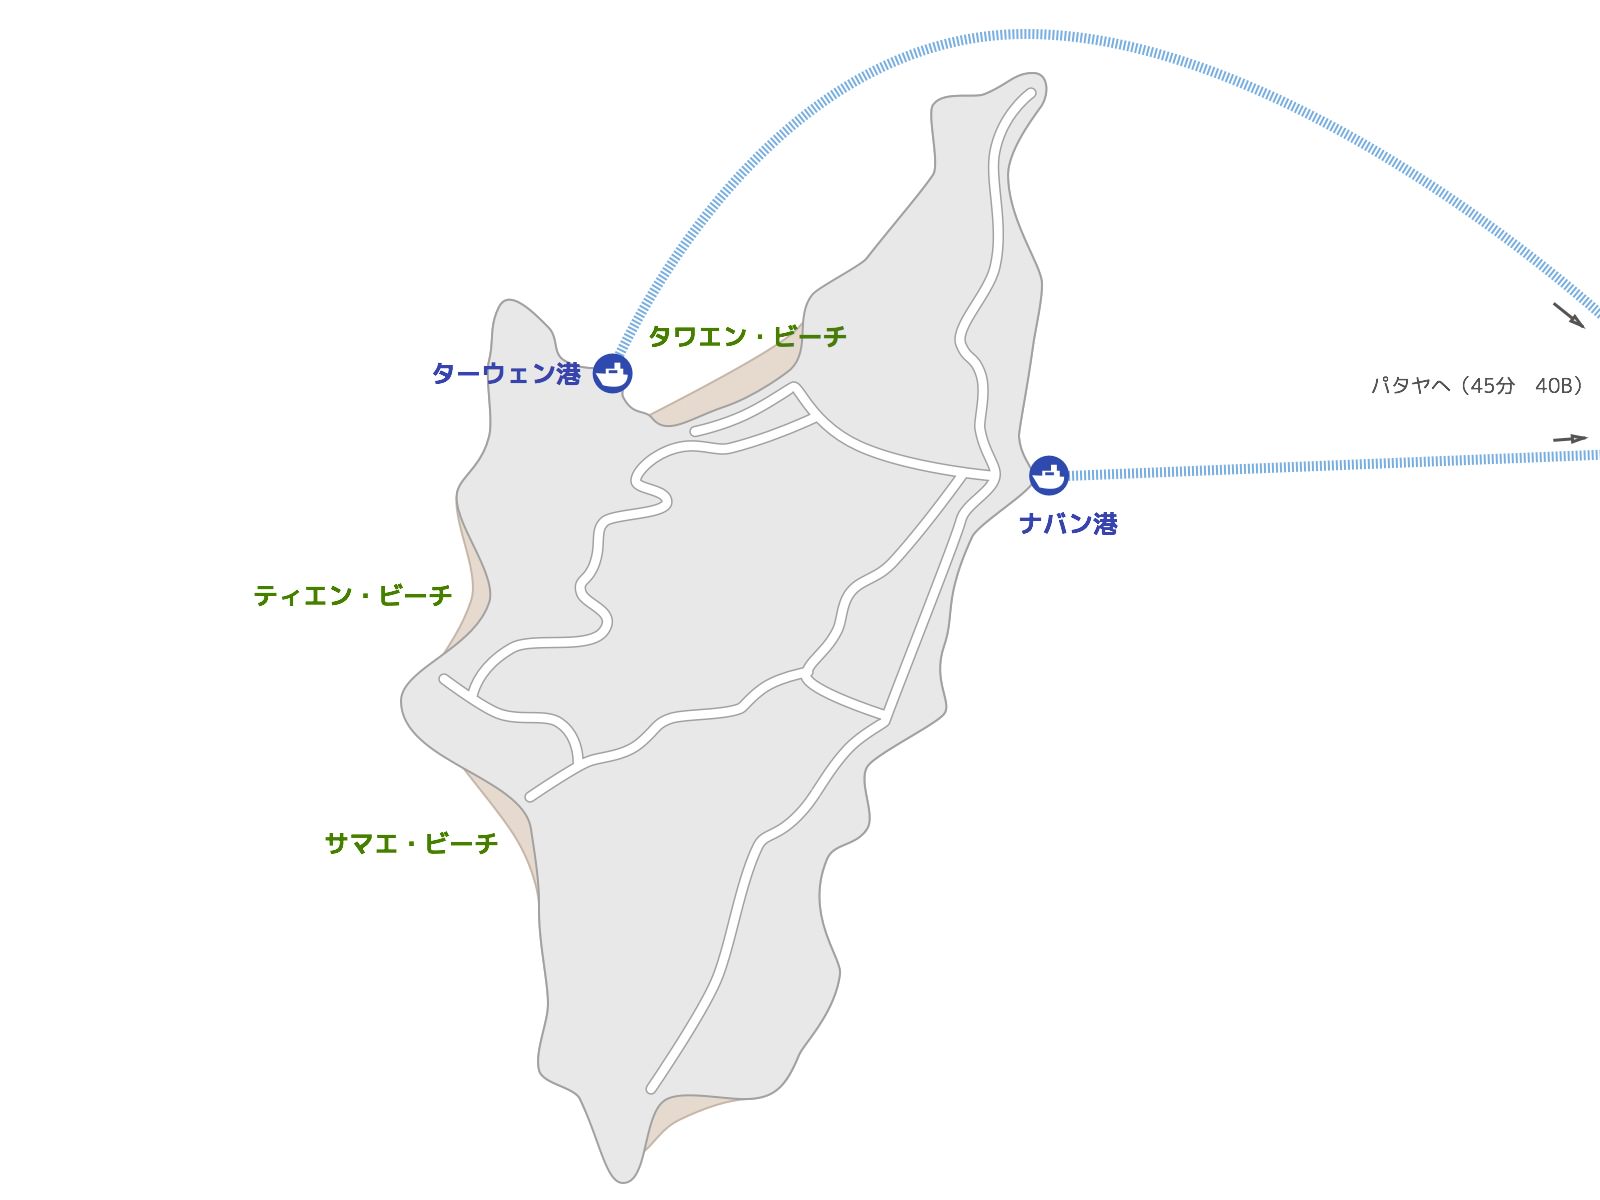 タワエン・ビーチ
ターウェン港
パタヤへ（45分　40B）
ナバン港
ティエン・ビーチ
サマエ・ビーチ